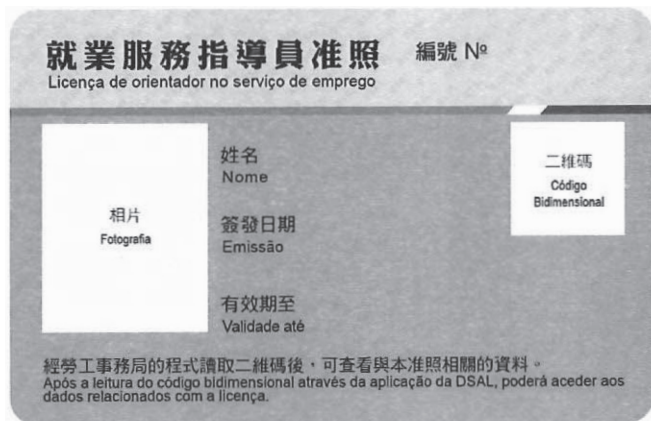 就業服務指導員准照 編號 Nº
Licença de orientador no serviço de emprego
相片
Fotografia
姓名
Nome
簽發日期
Emissão
有效期至
Validade até
二維碼
Código
Bidimensional
經勞工事務局的程式讀取二維碼後，可查看與本准照相關的資料。
Após a leitura do código bidimensional através da aplicação da DSAL, poderá aceder aos
dados relacionados com a licença.